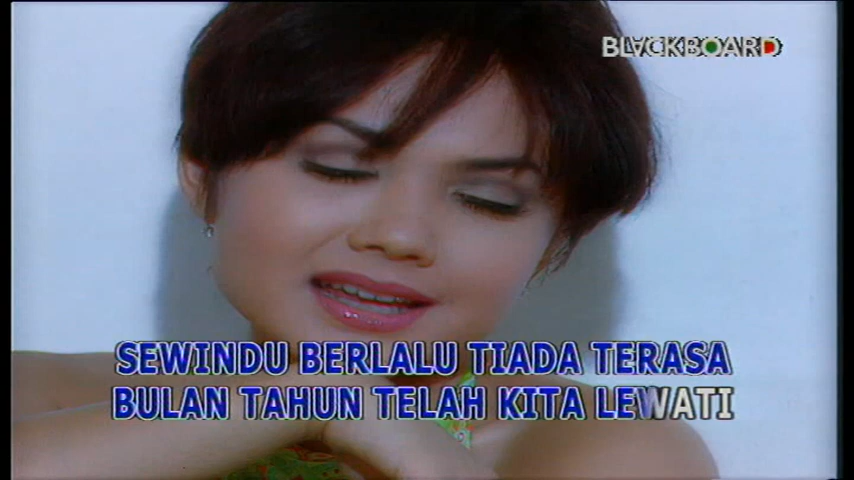 BLACKBOARD
SEWINDU BERLALU TIADA TERASA
BULAN TAHUN TELAH KITA LEWATI